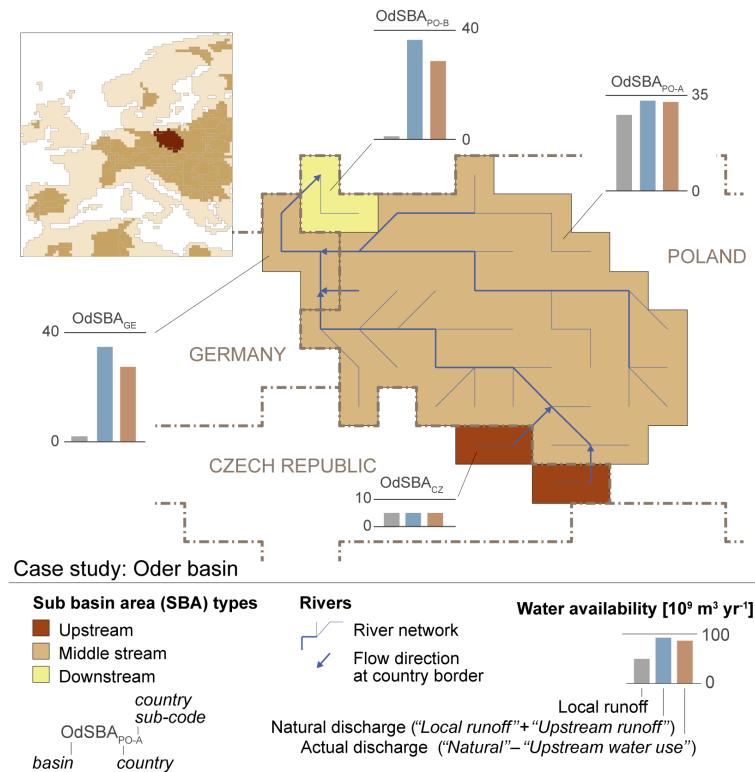 OdSBA PO-B
40
0
OdSBA PO-A
35
0
POLAND
OdSBA GE
40
0
GERMANY
CZECH REPUBLIC
OdSBA CZ
10
0
Case study: Oder basin
Sub basin area (SBA) types
Upstream
Middle stream
Downstream
country
sub-code
OdSBA PO-A
basin
country
Rivers
River network
Flow direction
at country border
Water availability [10⁹ m³ yr⁻¹]
100
0
Local runoff
Natural discharge (“Local runoff”+“Upstream runoff”)
Actual discharge (“Natural”–“Upstream water use”)